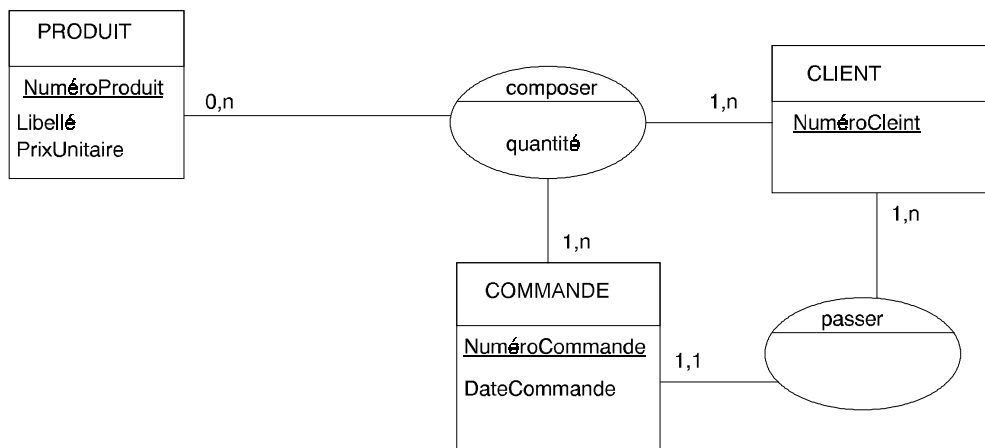 PRODUIT
NuméroProduit
Libellé
PrixUnitaire
0,n
composer
quantité
1,n
CLIENT
NuméroCleint
1,n
1,n
COMMANDE
NuméroCommande
DateCommande
1,1
passer